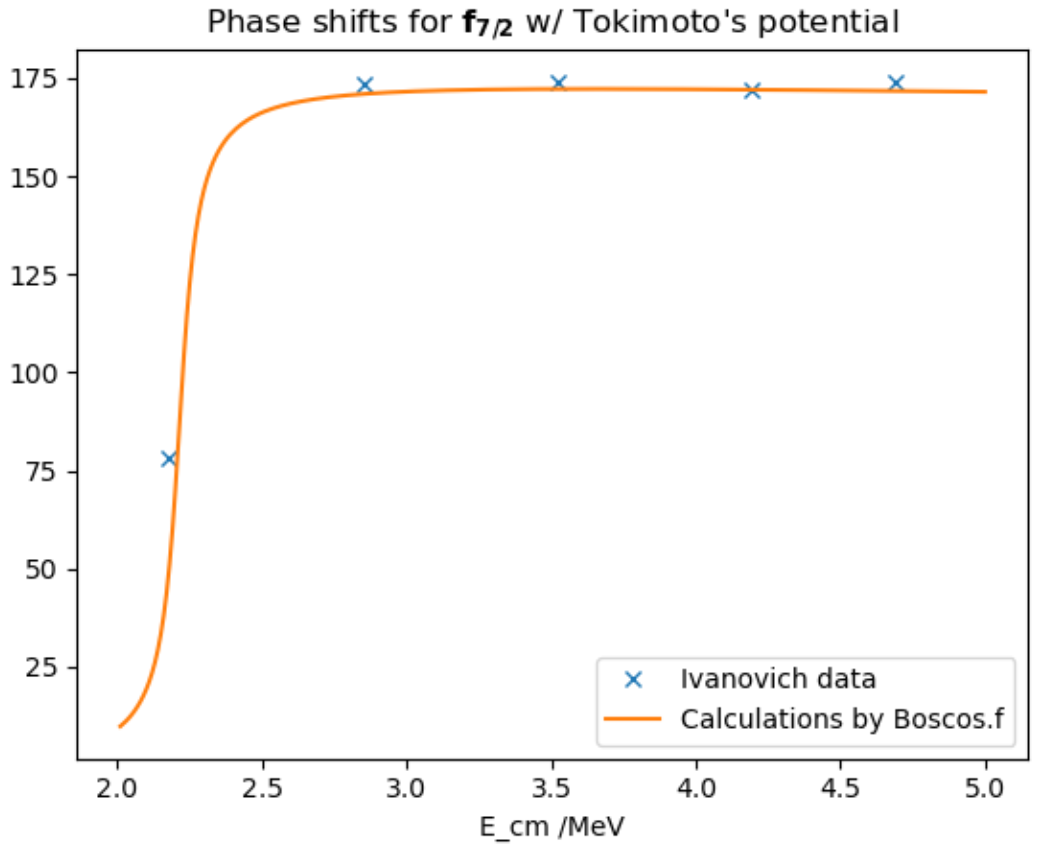 Phase shifts for f7/2 w/ Tokimoto's potential
175
150
125
100
75
50
25
Ivanovich data
Calculations by Boscos.f
2.0 2.5 3.0 3.5 4.0 4.5 5.0
E_cm /MeV